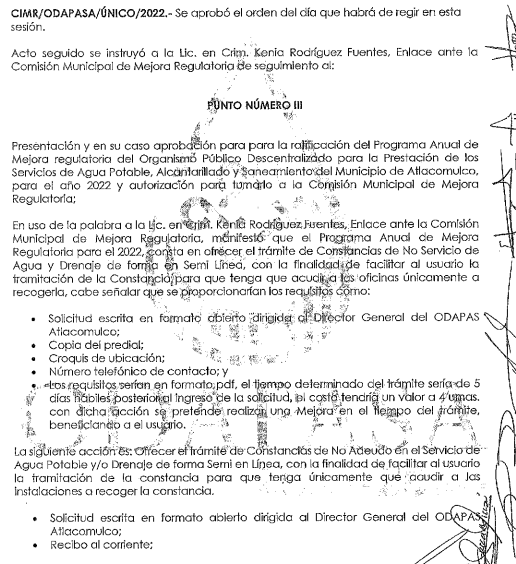 CIMR/ODAPASA/ÚNICO/2022.- Se aprobó el orden del día que habrá de regir en esta
sesión.
Acto seguido se instruyó a la Lic. en Crim. Kenia Rodríguez Fuentes, Enlace ante la
Comisión Municipal de Mejora Regulatoria de seguimiento al:
PUNTO NÚMERO III
Presentación y en su caso aprobación para para la ratificación del Programa Anual de
Mejora regulatoria del Organismo Público Descentralizado para la Prestación de los
Servicios de Agua Potable, Alcantarillado y Saneamiento del Municipio de Atlacomulco,
para el año 2022 y autorización para turnarlo a la Comisión Municipal de Mejora
Regulatoria;
En uso de la palabra a la Lic. en Crim. Kenia Rodríguez Fuentes, Enlace ante la Comisión
Municipal de Mejora Regulatoria, manifestó que el Programa Anual de Mejora
Regulatoria para el 2022, consta en ofrecer el trámite de Constancias de No Servicio de
Agua y Drenaje de forma en Semi Línea, con la finalidad de facilitar al usuario la
tramitación de la Constancia para que tenga que acudir a las oficinas únicamente a
recogerla, cabe señalar que se proporcionarían los requisitos como:
• Solicitud escrita en formato abierto dirigida al Director General del ODAPAS
Atlacomulco;
• Copia del predial;
• Croquis de ubicación;
• Número telefónico de contacto; y
• Los requisitos serían en formato pdf, el tiempo determinado del trámite sería de 5
días hábiles posterior al ingreso de la solicitud, el costo tendría un valor a 4 umas.
con dicha acción se pretende realizar una Mejora en el tiempo del trámite,
beneficiando a el usuario.
La siguiente acción es: Ofrecer el trámite de Constancias de No Adeudo en el Servicio de
Agua Potable y/o Drenaje de forma Semi en Línea, con la finalidad de facilitar al usuario
la tramitación de la constancia para que tenga únicamente que acudir a las
instalaciones a recoger la constancia.
• Solicitud escrita en formato abierto dirigida al Director General del ODAPAS
Atlacomulco;
• Recibo al corriente;
ODAPASA